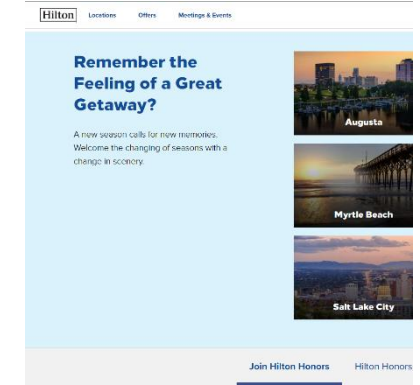 Hilton Locations Offers Meetings & Events
Remember the
Feeling of a Great
Getaway?
A new season calls for new memories.
Welcome the changing of seasons with a
change in scenery.
Augusta
Myrtle Beach
Salt Lake City
Join Hilton Honors Hilton Honors